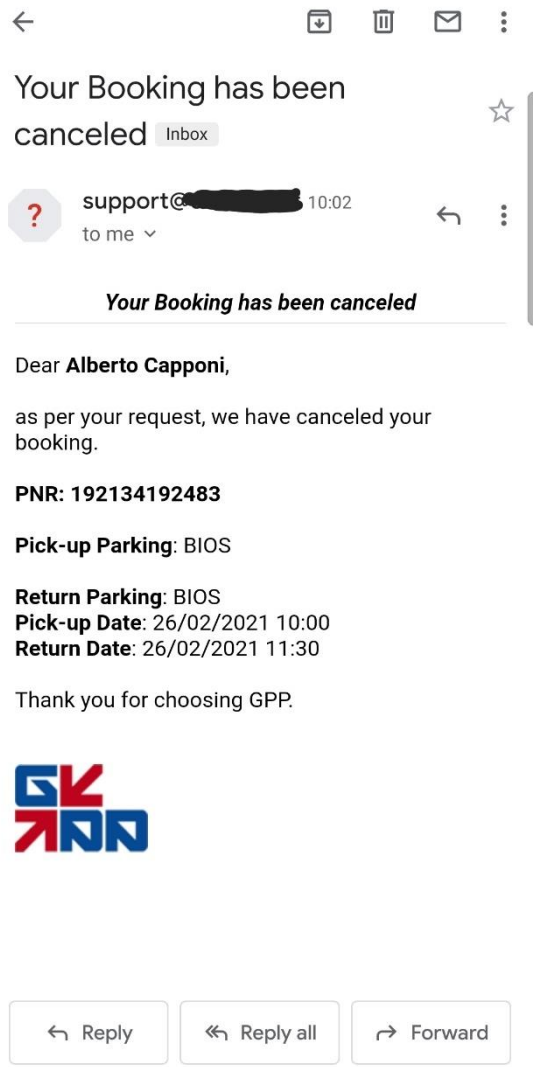 Your Booking has been
canceled Inbox
support@ 10:02
to me
Your Booking has been canceled
Dear Alberto Capponi,
as per your request, we have canceled your
booking.
PNR: 192134192483
Pick-up Parking: BIOS
Return Parking: BIOS
Pick-up Date: 26/02/2021 10:00
Return Date: 26/02/2021 11:30
Thank you for choosing GPP.
Reply Reply all Forward